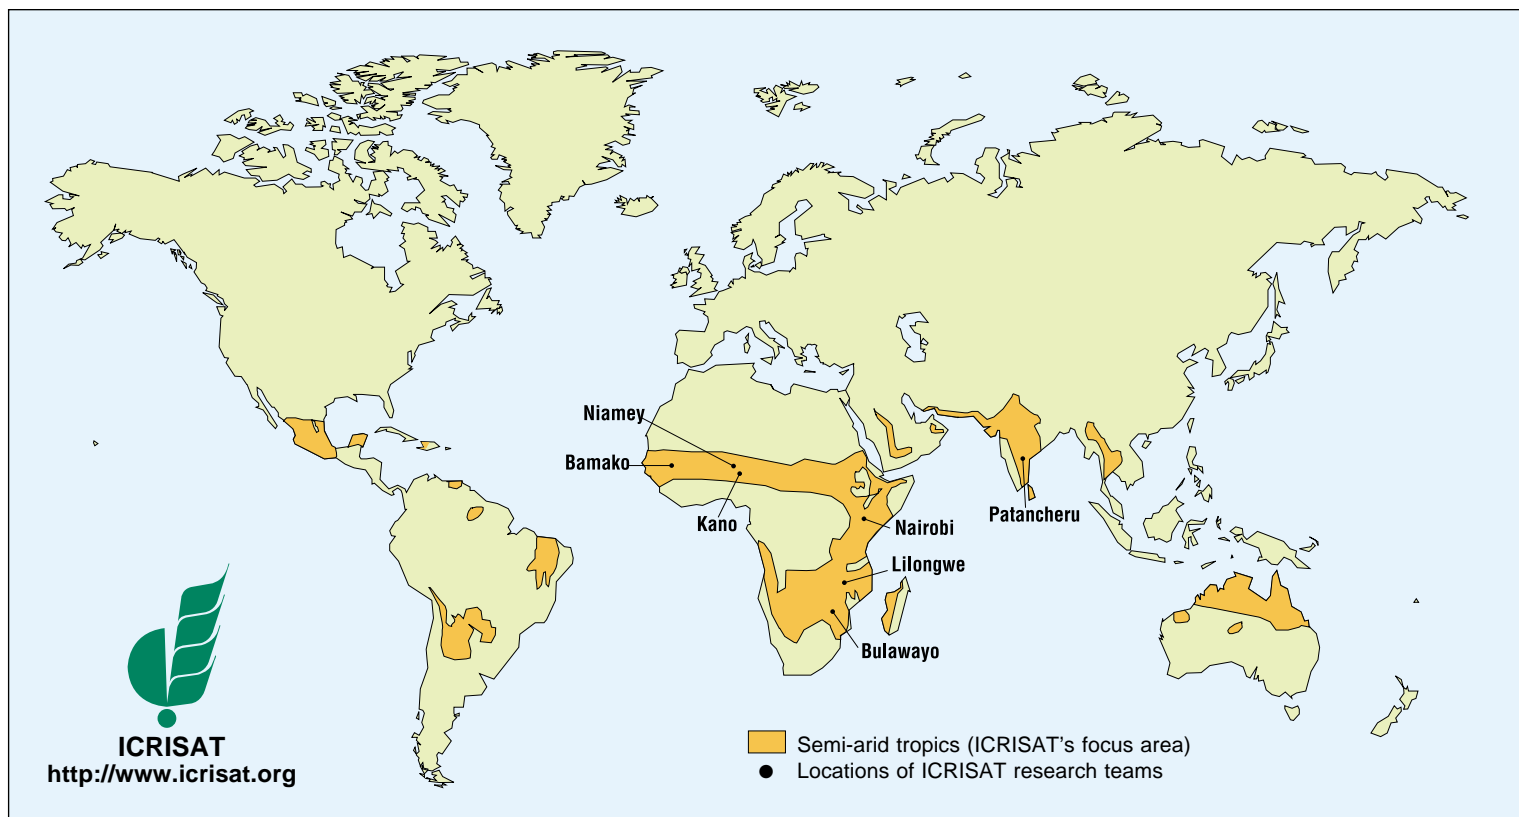 Niamey
Bamako
Kano
Nairobi
Patancheru
Lilongwe
Bulawayo
ICRISAT
http://www.icrisat.org
Semi-arid tropics (ICRISAT's focus area)
Locations of ICRISAT research teams